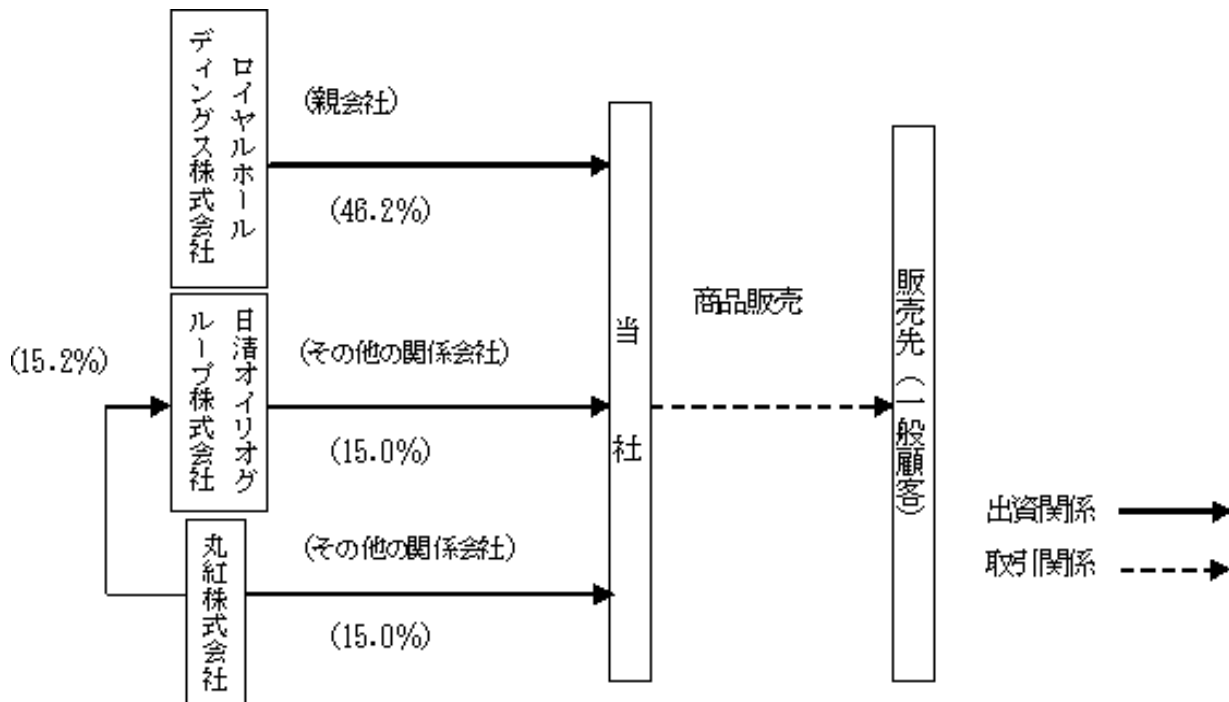 ロイヤルホール
ディングス株式会社
(親会社)
(46.2%)
日清オイリオグ
ループ株式会社
(15.2%)
(その他の関係会社)
(15.0%)
丸紅株式会社
(その他の関係会社)
(15.0%)
当社
商品販売
販売先（一般顧客）
出資関係
取引関係